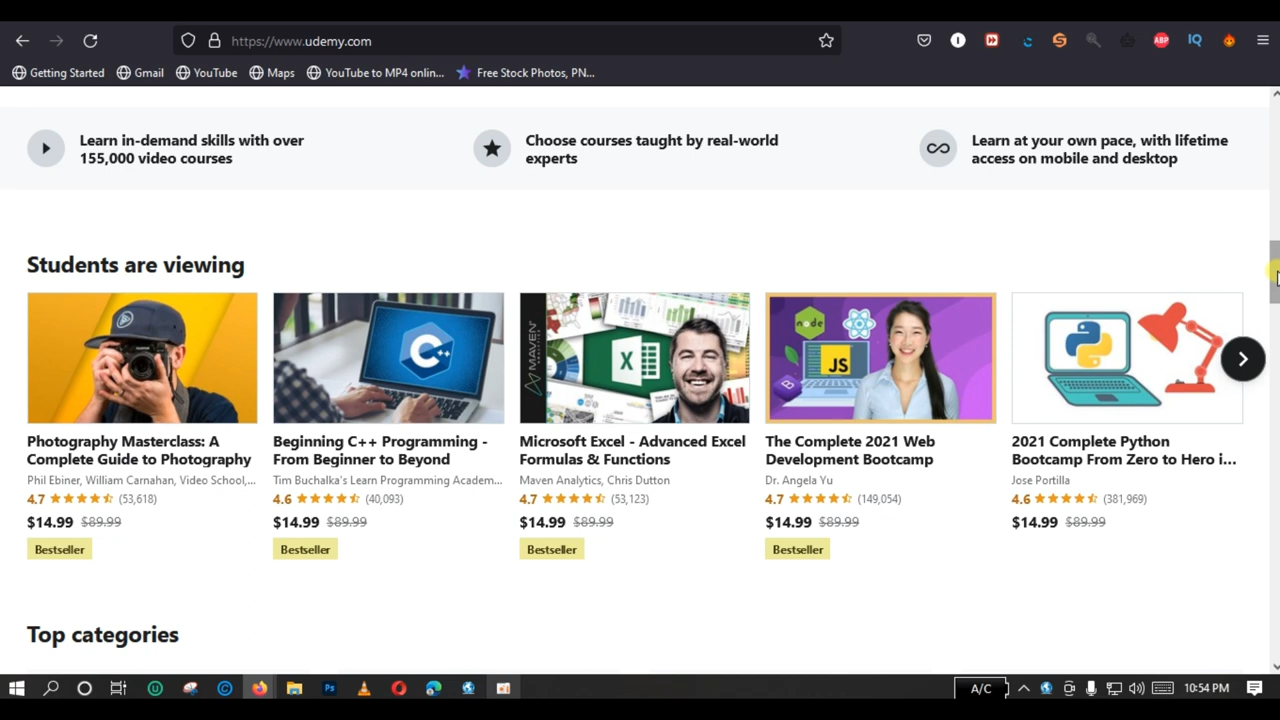 https://www.udemy.com
Getting Started Gmail YouTube Maps YouTube to MP4 onlin... Free Stock Photos, PN...
ABP
IQ
Learn in-demand skills with over
155,000 video courses
Choose courses taught by real-world
experts
Learn at your own pace, with lifetime
access on mobile and desktop
Students are viewing
C++
MAVEN
X
node
JS
Photography Masterclass: A
Complete Guide to Photography
Phil Ebiner, William Carnahan, Video School,...
4.7 (53,618)
$14.99 $89.99
Bestseller
Beginning C++ Programming -
From Beginner to Beyond
Tim Buchalka's Learn Programming Academ...
4.6 (40,093)
$14.99 $89.99
Bestseller
Microsoft Excel - Advanced Excel
Formulas & Functions
Maven Analytics, Chris Dutton
4.7 (53,123)
$14.99 $89.99
Bestseller
The Complete 2021 Web
Development Bootcamp
Dr. Angela Yu
4.7 (149,054)
$14.99 $89.99
Bestseller
2021 Complete Python
Bootcamp From Zero to Hero i...
Jose Portilla
4.6 (381,969)
$14.99 $89.99
Top categories
Ps
A/C
10:54 PM